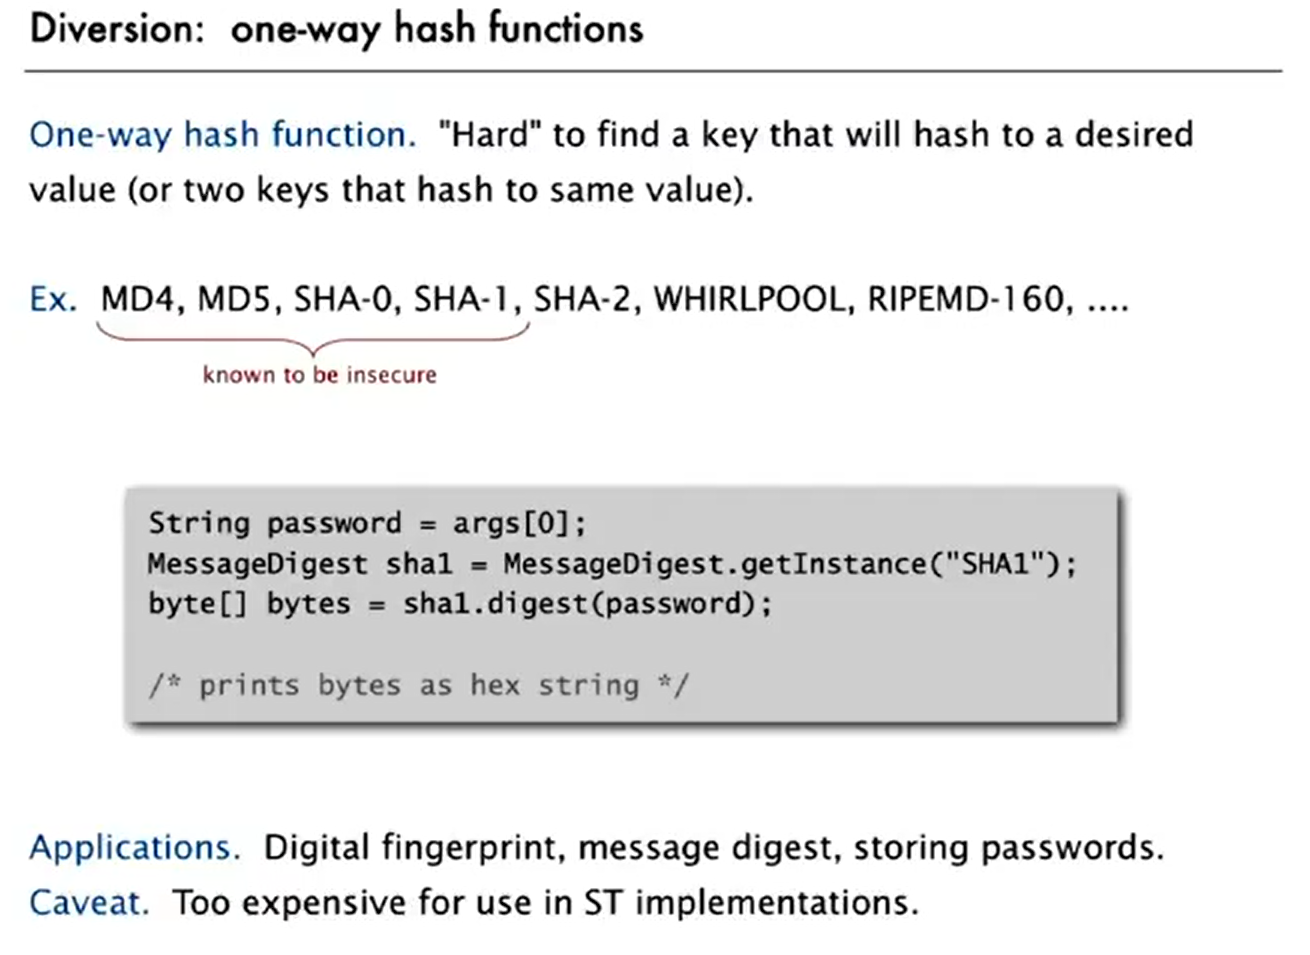 Diversion: one-way hash functions
One-way hash function. "Hard" to find a key that will hash to a desired
value (or two keys that hash to same value).
Ex. MD4, MD5, SHA-0, SHA-1, SHA-2, WHIRLPOOL, RIPEMD-160, ....
known to be insecure
String password = args[0];
MessageDigest sha1 = MessageDigest.getInstance("SHA1");
byte[] bytes = sha1.digest(password);
/* prints bytes as hex string */
Applications. Digital fingerprint, message digest, storing passwords.
Caveat. Too expensive for use in ST implementations.